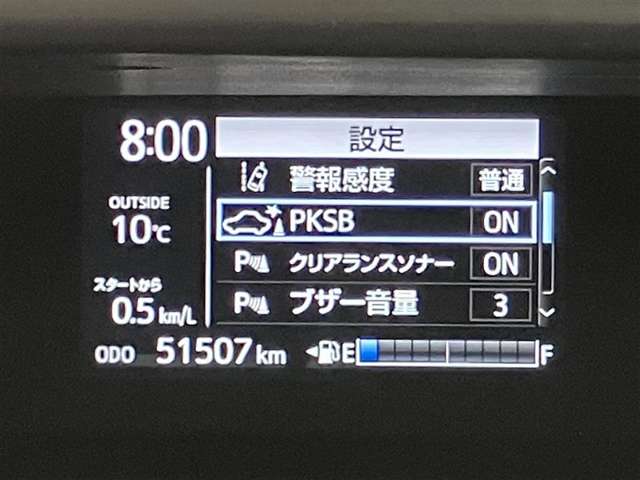 8:00
設定
警報感度 普通
OUTSIDE
10℃
PKSB ON
クリアランスソナー ON
スタートから
0.5 km/L
ブザー音量 3
ODO 51507 km
E F